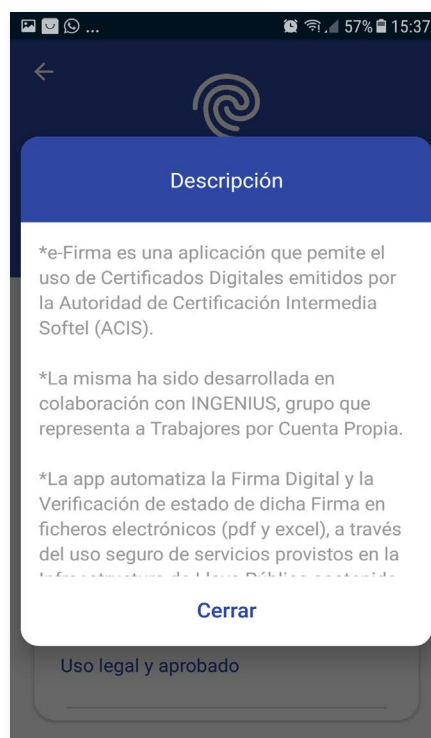 ... 57% 15:37
Descripción
*e-Firma es una aplicación que pemite el
uso de Certificados Digitales emitidos por
la Autoridad de Certificación Intermedia
Softel (ACIS).
*La misma ha sido desarrollada en
colaboración con INGENIUS, grupo que
representa a Trabajores por Cuenta Propia.
*La app automatiza la Firma Digital y la
Verificación de estado de dicha Firma en
ficheros electrónicos (pdf y excel), a través
del uso seguro de servicios provistos en la
Cerrar
Uso legal y aprobado